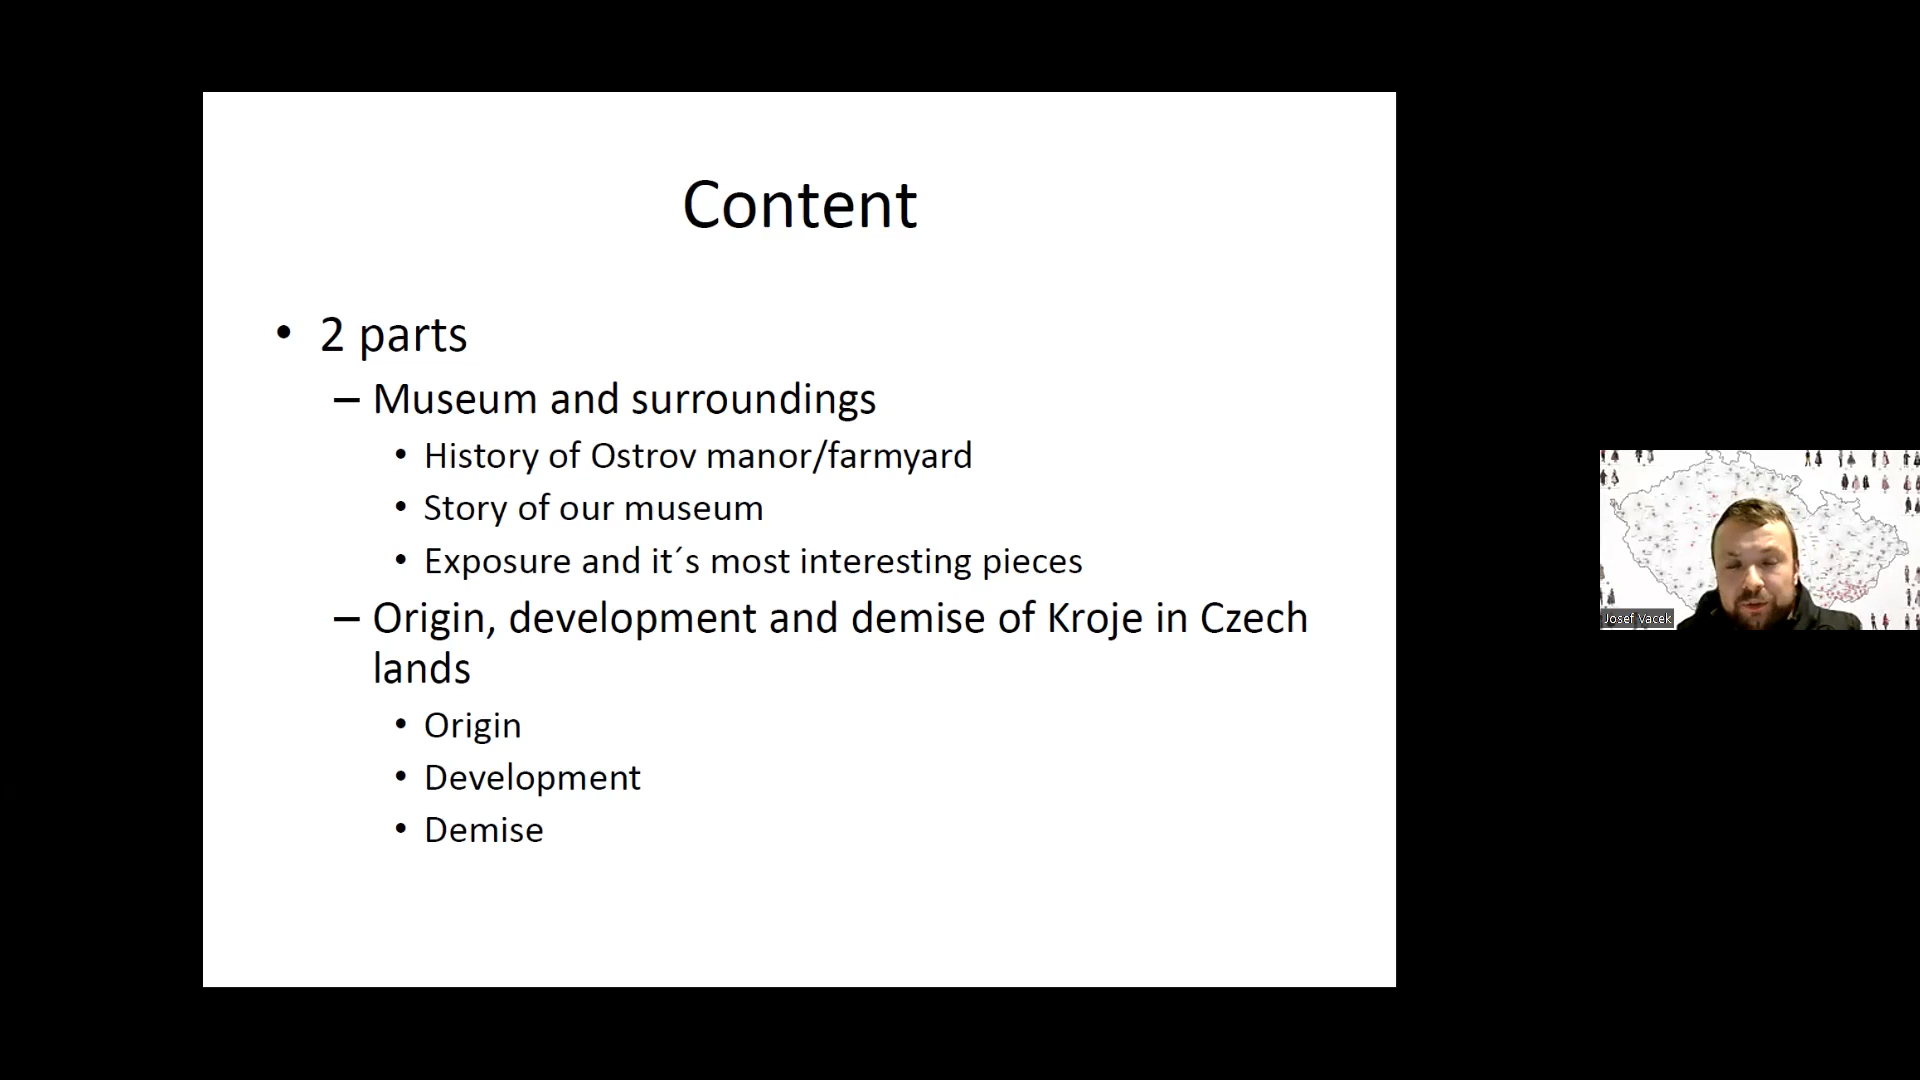 Content
• 2 parts
– Museum and surroundings
• History of Ostrov manor/farmyard
• Story of our museum
• Exposure and it´s most interesting pieces
– Origin, development and demise of Kroje in Czech
lands
• Origin
• Development
• Demise
Josef Vacek